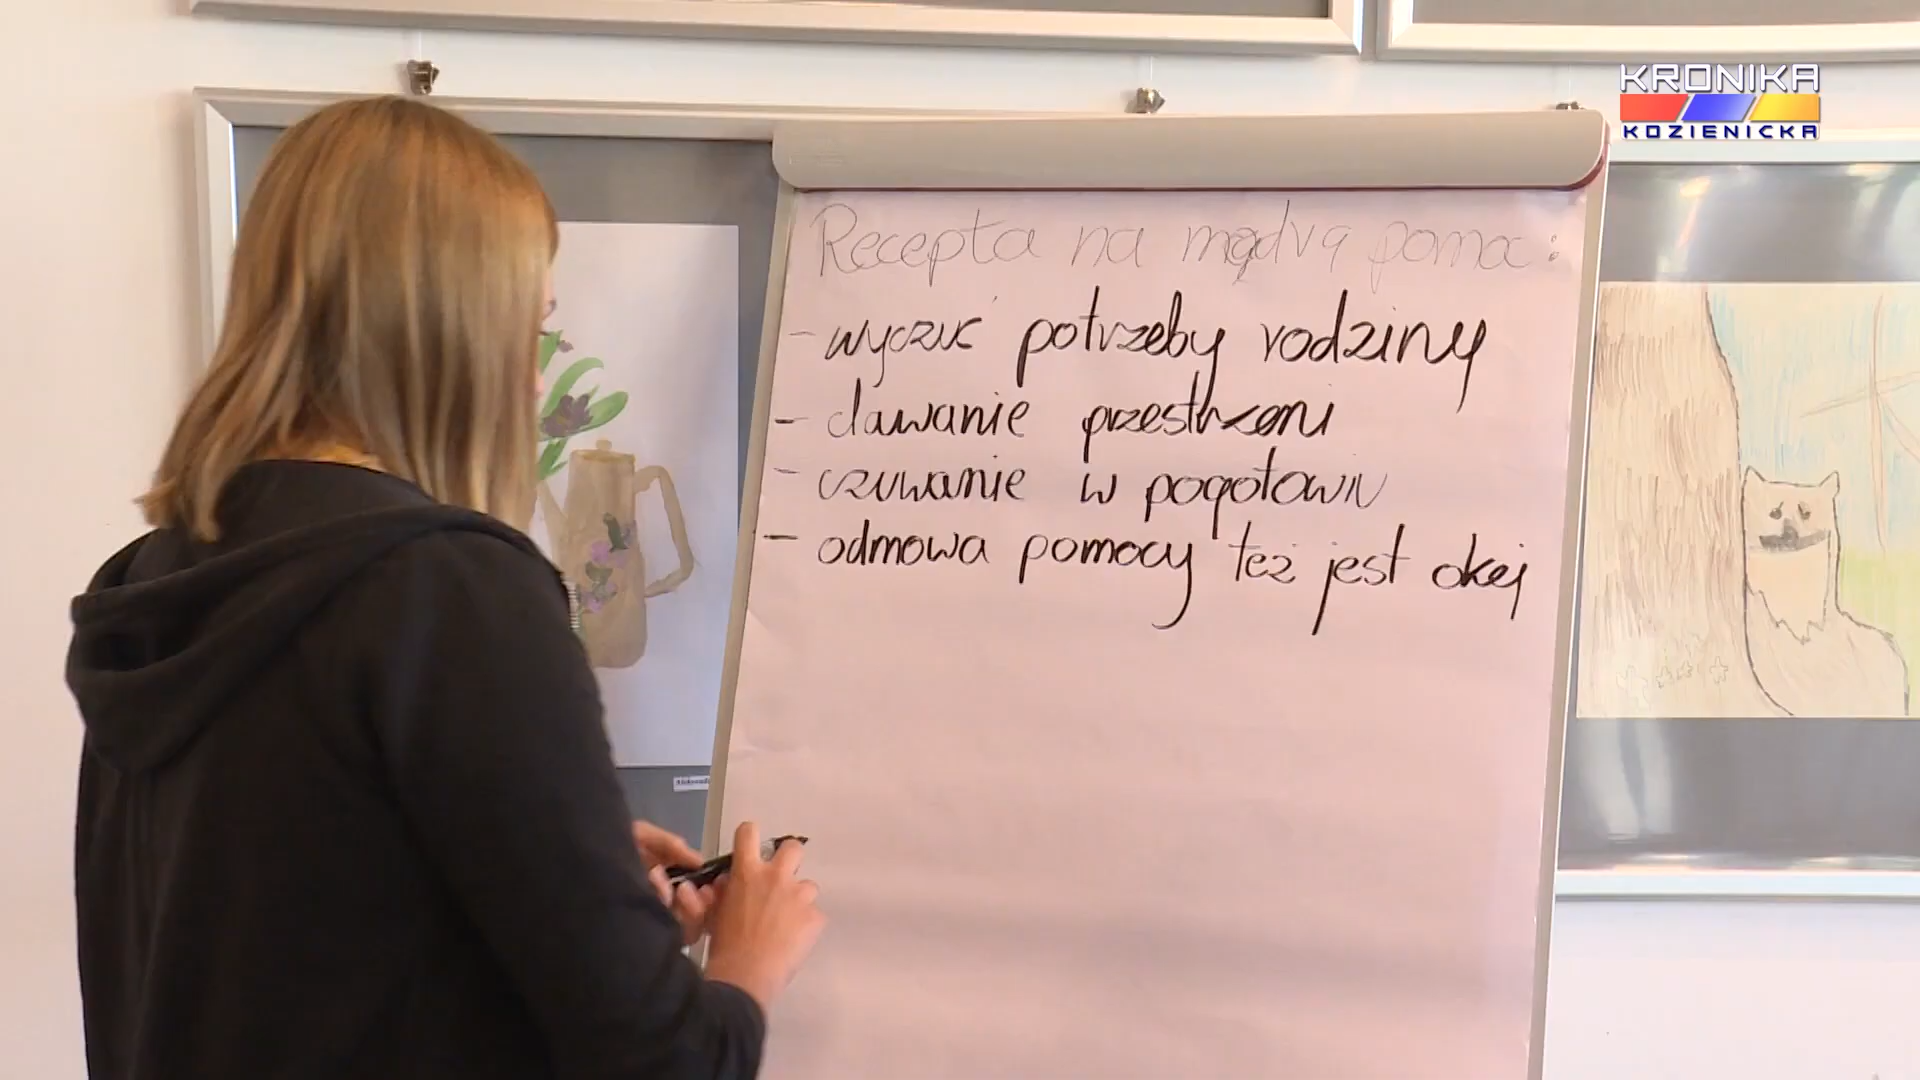 KRONIKA
KOZIENICKA
Recepta na mądrą pomoc:
- wyczuć potrzeby rodziny
- dawanie przestrzeni
- czuwanie w pogotowiu
- odmowa pomocy też jest okej